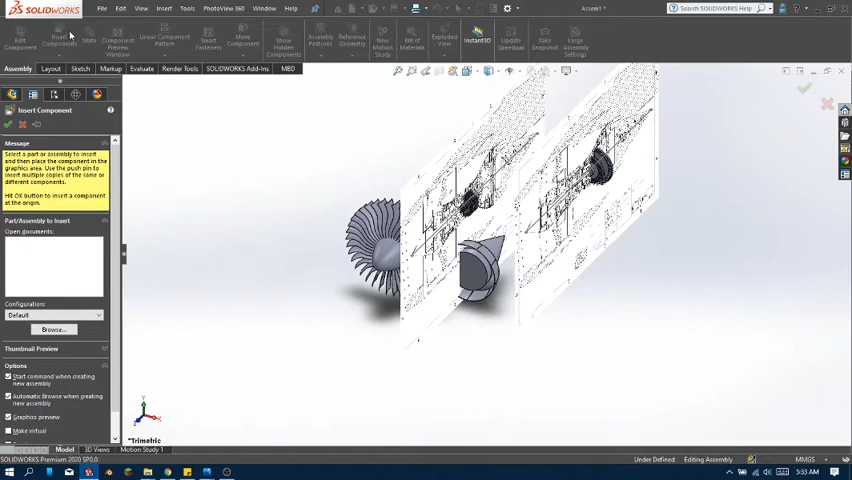 SOLIDWORKS File Edit View Insert Tools PhotoView 360 Window Help Assem1 * Search SOLIDWORKS Help
Edit Component Insert Components Mate Component Preview Window Linear Component Pattern Smart Fasteners Move Component Show Hidden Components Assembly Features Reference Geometry New Motion Study Bill of Materials Exploded View Instant3D Update Speedpak Take Snapshot Large Assembly Settings
Assembly Layout Sketch Markup Evaluate Render Tools SOLIDWORKS Add-Ins MBD
Insert Component
Message
Select a part or assembly to insert
and then place the component in the
graphics area. Use the push pin to
insert multiple copies of the same or
different components.
Hit OK button to insert a component
at the origin.
Part/Assembly to Insert
Open documents:
Configuration:
Default
Browse...
Thumbnail Preview
Options
Start command when creating
new assembly
Automatic Browse when creating
new assembly
Graphics preview
Make virtual
Y
X
Z
*Trimetric
Model 3D Views Motion Study 1
SOLIDWORKS Premium 2020 SP0.0 Under Defined Editing Assembly MMGS
5:33 AM